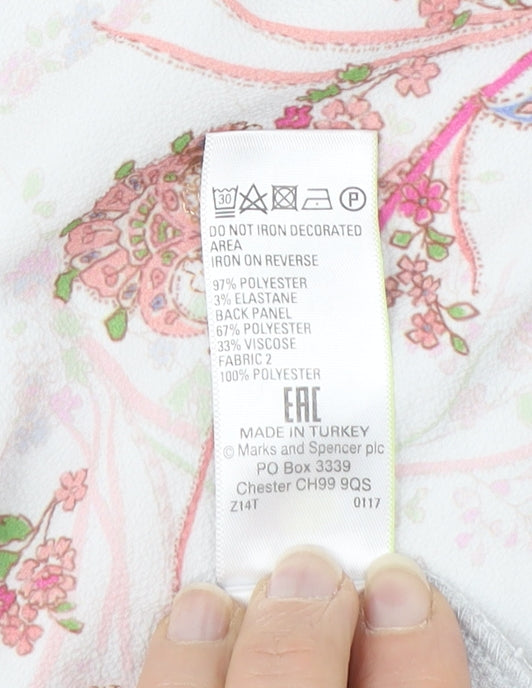 30 P
DO NOT IRON DECORATED
AREA
IRON ON REVERSE
97% POLYESTER
3% ELASTANE
BACK PANEL
67% POLYESTER
33% VISCOSE
FABRIC 2
100% POLYESTER
EAC
MADE IN TURKEY
© Marks and Spencer plc
PO Box 3339
Chester CH99 9QS
Z14T 0117